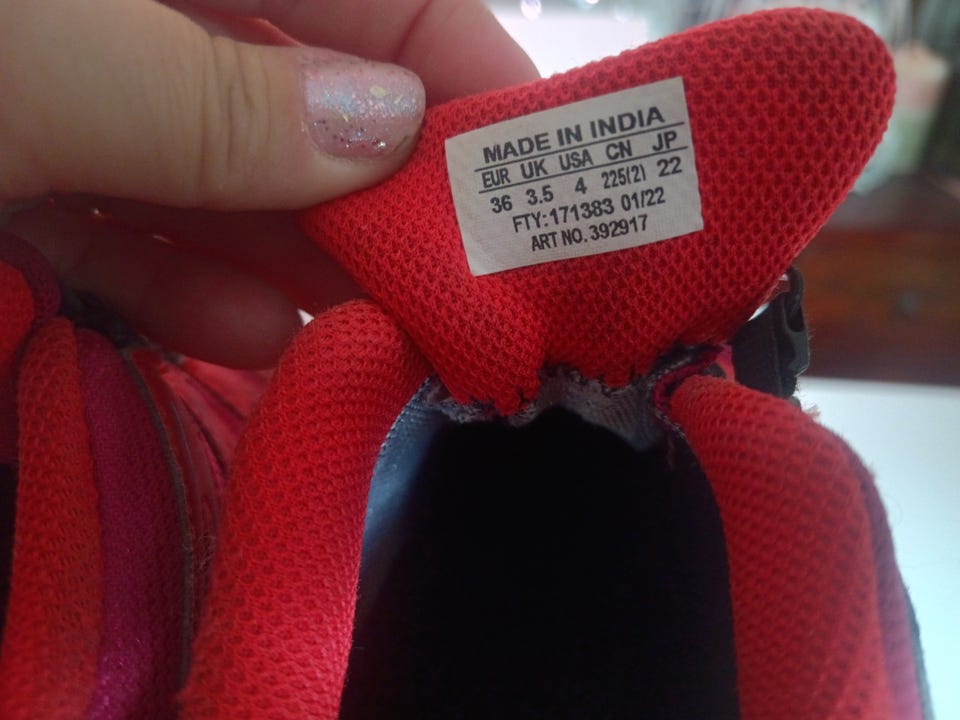 MADE IN INDIA
EUR UK USA CN JP
36 3.5 4 225(2) 22
FTY:171383 01/22
ART NO. 392917